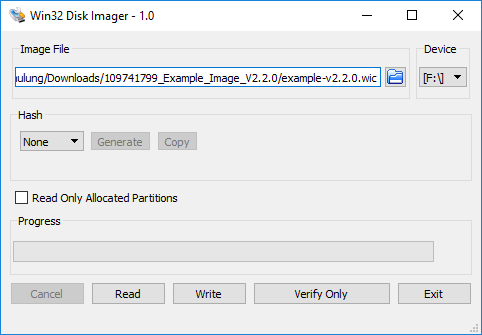 Win32 Disk Imager - 1.0
Image File
Device
ulung/Downloads/109741799_Example_Image_V2.2.0/example-v2.2.0.wic
[F:\]
Hash
None
Generate
Copy
Read Only Allocated Partitions
Progress
Cancel
Read
Write
Verify Only
Exit